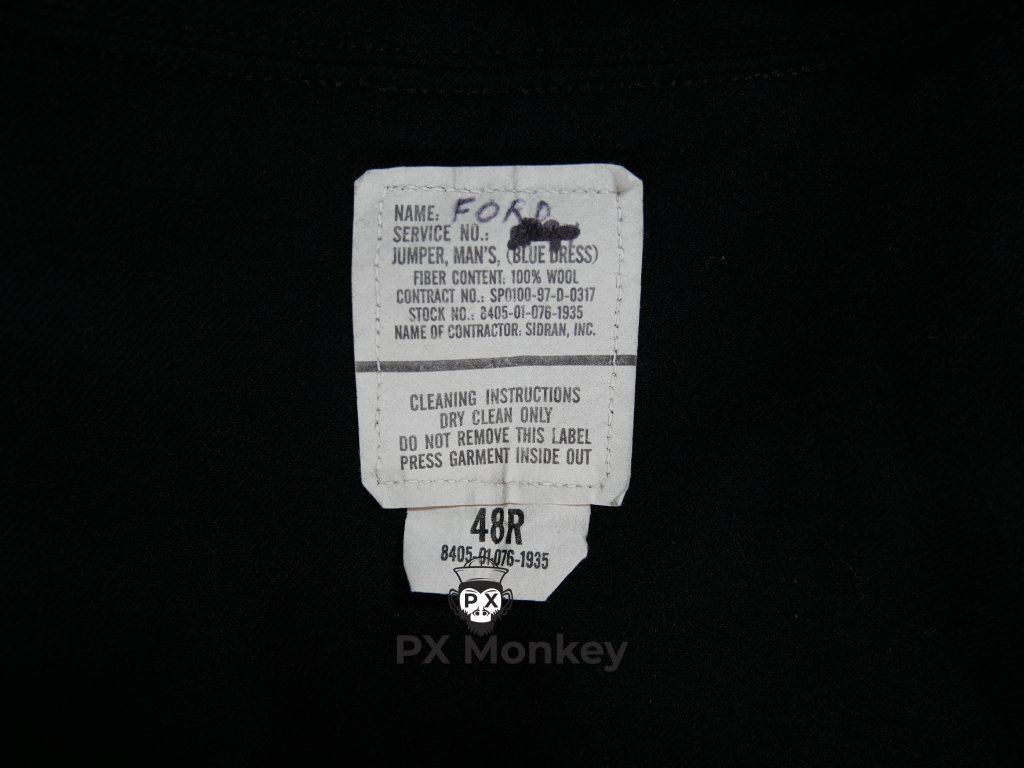 NAME: FORD
SERVICE NO.:
JUMPER, MAN'S, (BLUE DRESS)
FIBER CONTENT: 100% WOOL
CONTRACT NO.: SP0100-97-D-0317
STOCK NO.: 8405-01-076-1935
NAME OF CONTRACTOR: SIDRAN, INC.
CLEANING INSTRUCTIONS
DRY CLEAN ONLY
DO NOT REMOVE THIS LABEL
PRESS GARMENT INSIDE OUT
48R
8405-01-076-1935
PX
PX Monkey